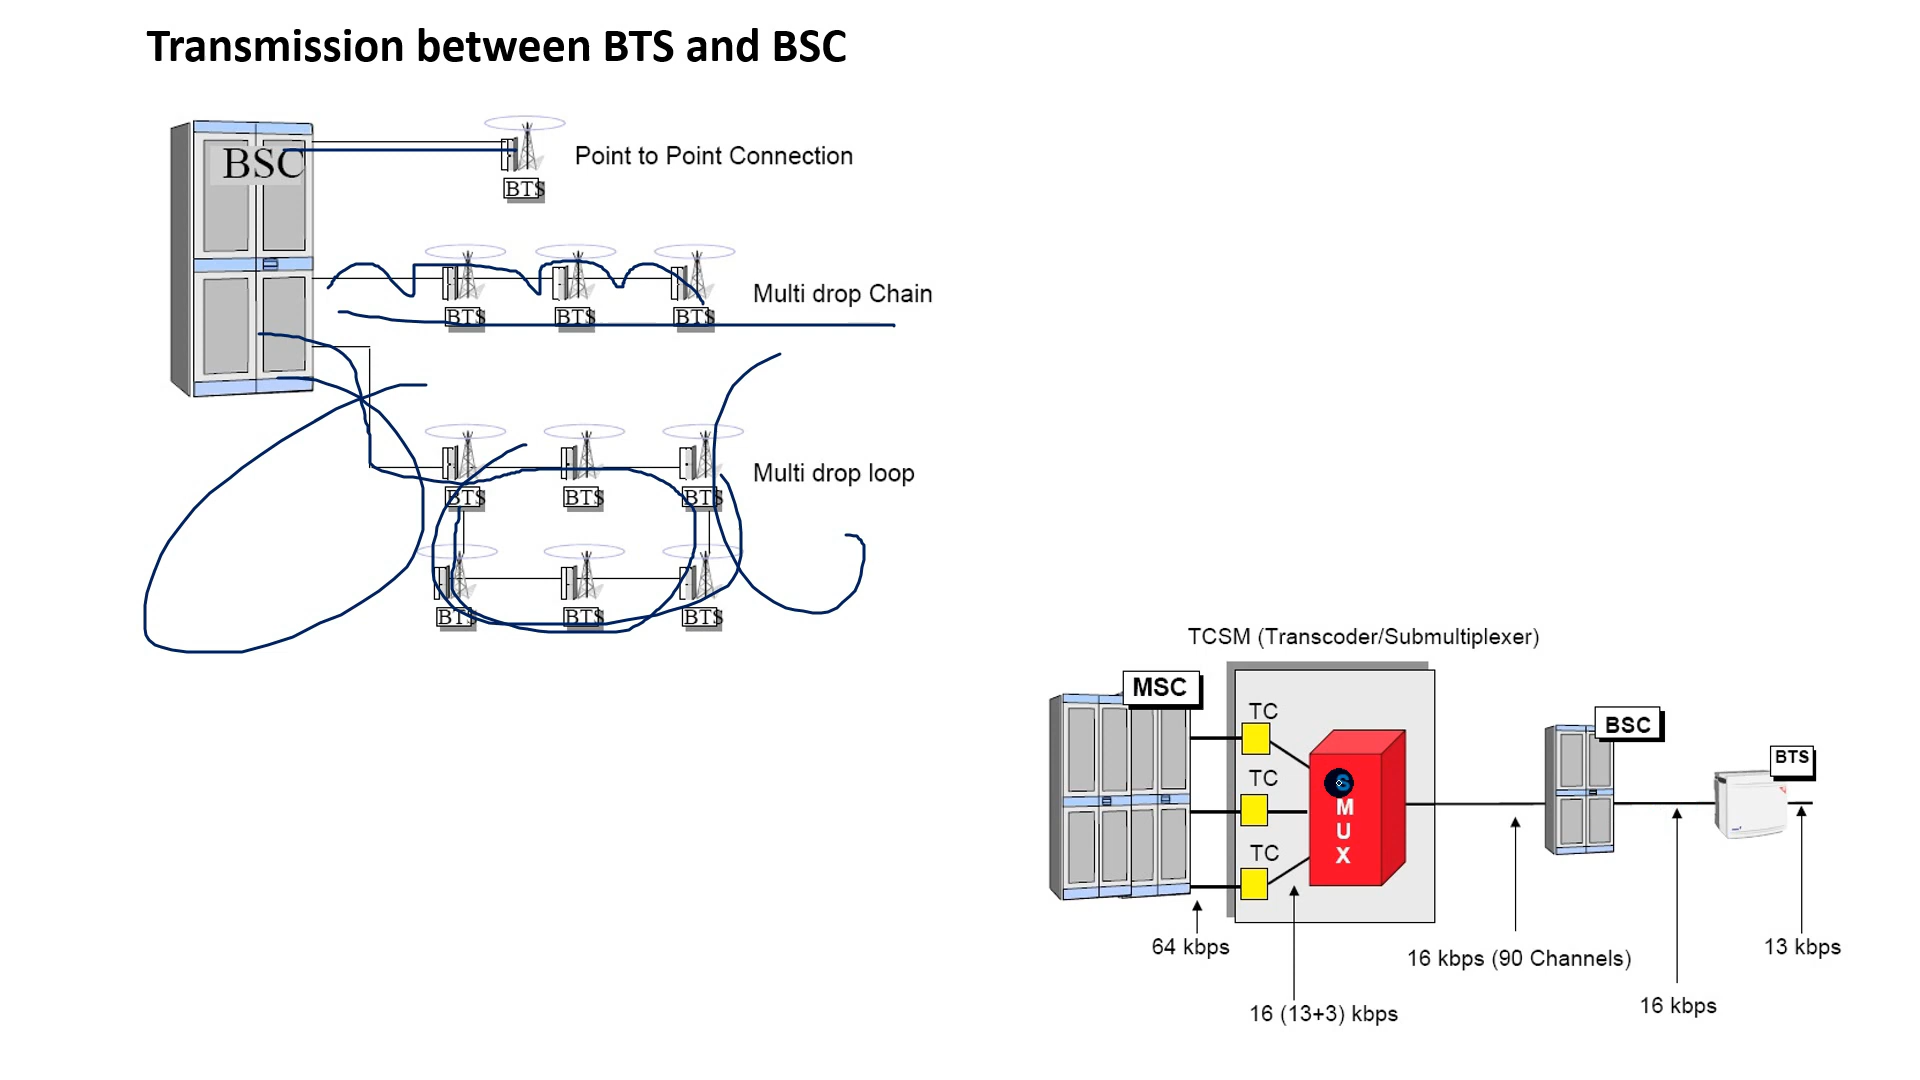 Transmission between BTS and BSC
BSC
BTS
Point to Point Connection
BTS
BTS
BTS
Multi drop Chain
BTS
BTS
BTS
Multi drop loop
BTS
BTS
BTS
TCSM (Transcoder/Submultiplexer)
MSC
TC
TC
TC
S
M
U
X
BSC
BTS
64 kbps
16 (13+3) kbps
16 kbps (90 Channels)
16 kbps
13 kbps